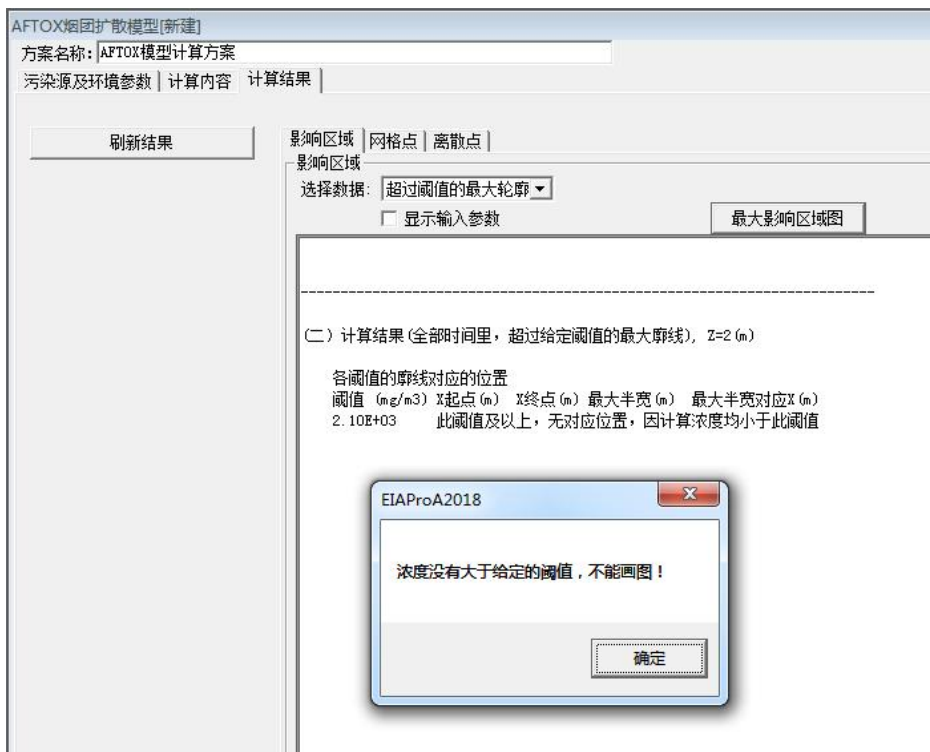 AFTOX烟团扩散模型[新建]
方案名称: AFTOX模型计算方案
污染源及环境参数 计算内容 计算结果
刷新结果
影响区域 网格点 离散点
影响区域
选择数据: 超过阈值的最大轮廓
显示输入参数
最大影响区域图
--------------------------------------------------------------------------
(二) 计算结果(全部时间里，超过给定阈值的最大廓线), Z=2(m)
各阈值的廓线对应的位置
阈值 (mg/m3) X起点(m) X终点(m) 最大半宽(m) 最大半宽对应X(m)
2.10E+03 此阈值及以上，无对应位置，因计算浓度均小于此阈值
EIAProA2018
浓度没有大于给定的阈值，不能画图！
确定